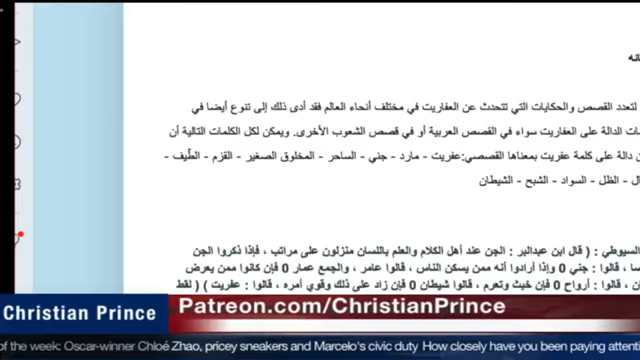 لتعدد القصص والحكايات التي تتحدث عن العفاريت في مختلف أنحاء العالم فقد أدى ذلك إلى تنوع أيضا في
الدالة على العفاريت سواء في القصص العربية أو في قصص الشعوب الأخرى. ويمكن لكل الكلمات التالية أن
دالة على كلمة عفريت بمعناها القصصي:عفريت - مارد - جني - الساحر - المخلوق الصغير - القزم - الطَيف -
- الظل - السواد - الشبح - الشيطان
السيوطي : ( قال ابن عبدالبر : الجن عند أهل الكلام والعلم باللسان منزلون على مراتب ، فإذا ذكروا الجن
، قالوا : جني 0 وإذا أرادوا أنه ممن يسكن الناس ، قالوا : عامر ، والجمع عمار 0 فإن كانوا ممن يعرض
، قالوا : أرواح 0 فإن خبث وتعرم ، قالوا : شيطان 0 فإن زاد على ذلك وقوي أمره ، قالوا : عفريت ) ( لقط
Christian Prince
Patreon.com/ChristianPrince
of the week: Oscar-winner Chloé Zhao, pricey sneakers and Marcelo's civic duty How closely have you been paying